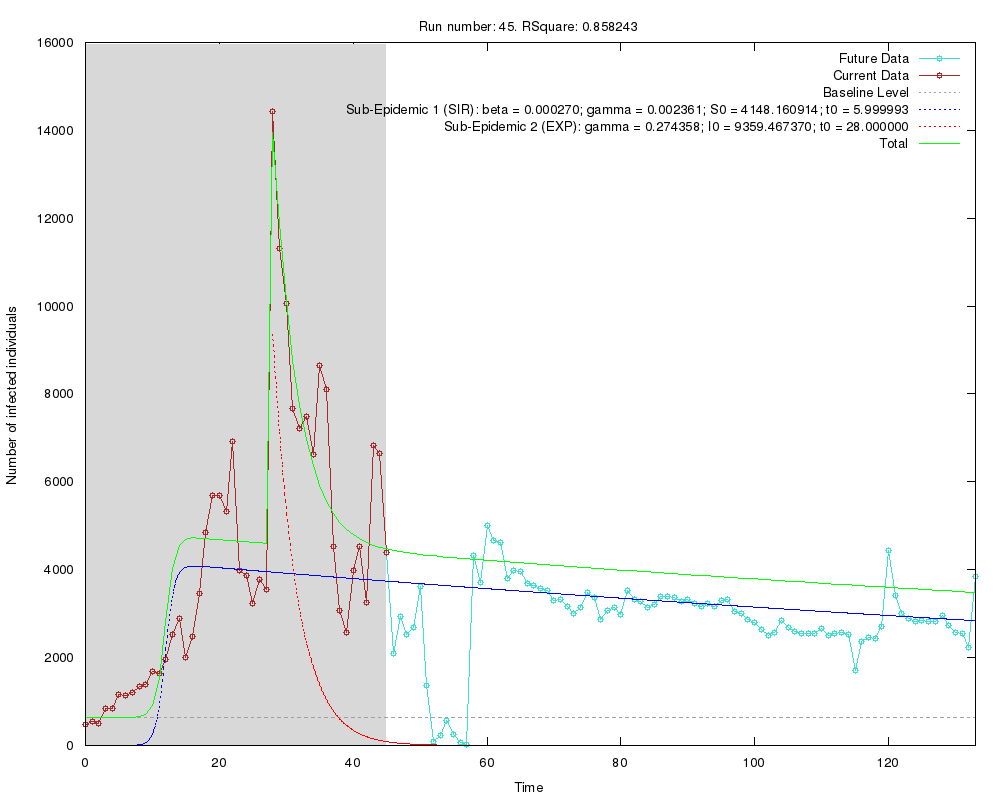 Run number: 45. RSquare: 0.858243
16000
14000
12000
10000
8000
6000
4000
2000
0
Number of infected individuals
Future Data
Current Data
Baseline Level
Sub-Epidemic 1 (SIR): beta = 0.000270; gamma = 0.002361; S0 = 4148.160914; t0 = 5.999993
Sub-Epidemic 2 (EXP): gamma = 0.274358; I0 = 9359.467370; t0 = 28.000000
Total
0 20 40 60 80 100 120
Time